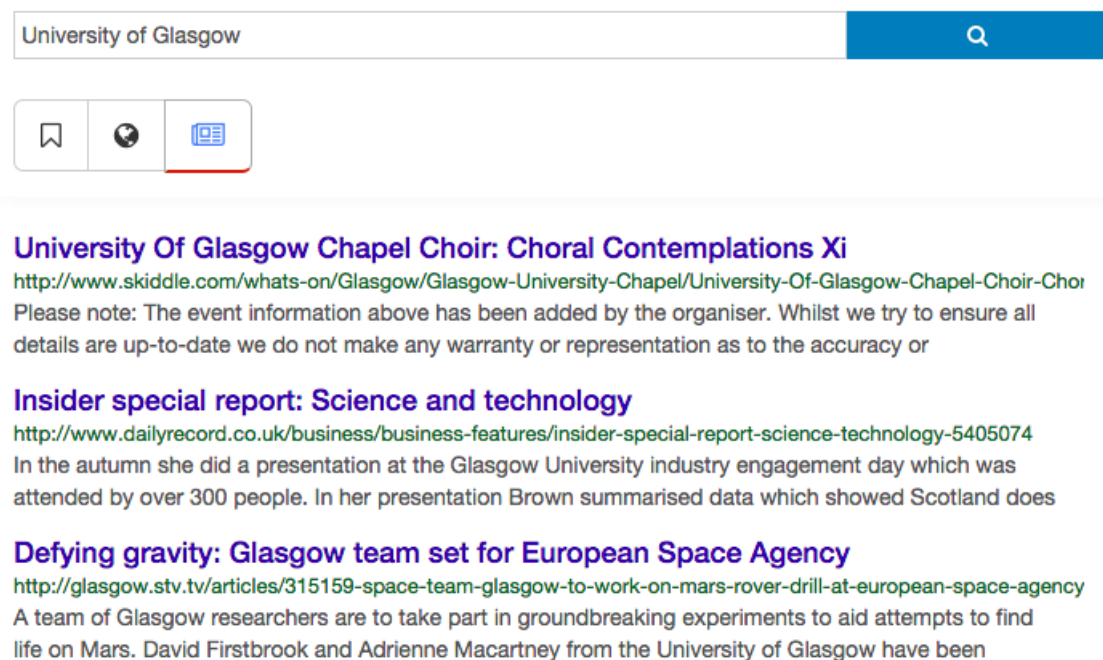 University of Glasgow
University Of Glasgow Chapel Choir: Choral Contemplations Xi
http://www.skiddle.com/whats-on/Glasgow/Glasgow-University-Chapel/University-Of-Glasgow-Chapel-Choir-Chor
Please note: The event information above has been added by the organiser. Whilst we try to ensure all
details are up-to-date we do not make any warranty or representation as to the accuracy or
Insider special report: Science and technology
http://www.dailyrecord.co.uk/business/business-features/insider-special-report-science-technology-5405074
In the autumn she did a presentation at the Glasgow University industry engagement day which was
attended by over 300 people. In her presentation Brown summarised data which showed Scotland does
Defying gravity: Glasgow team set for European Space Agency
http://glasgow.stv.tv/articles/315159-space-team-glasgow-to-work-on-mars-rover-drill-at-european-space-agency
A team of Glasgow researchers are to take part in groundbreaking experiments to aid attempts to find
life on Mars. David Firstbrook and Adrienne Macartney from the University of Glasgow have been